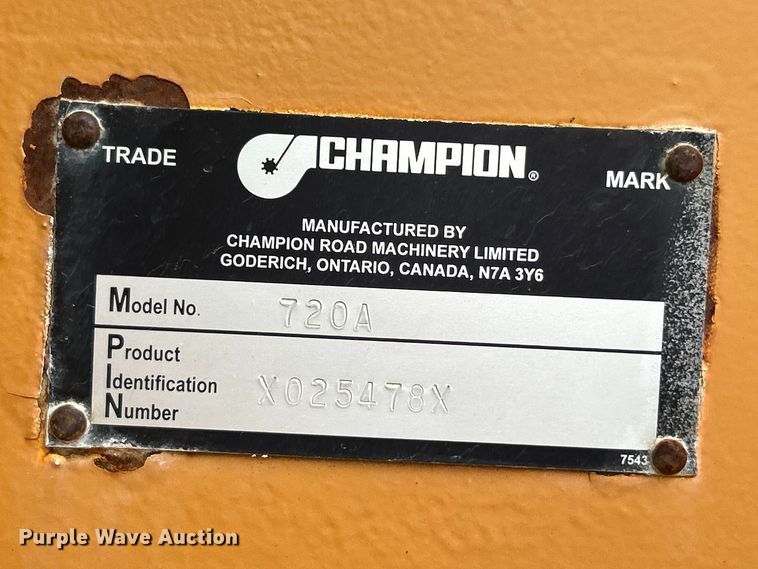 TRADE CHAMPION® MARK
MANUFACTURED BY
CHAMPION ROAD MACHINERY LIMITED
GODERICH, ONTARIO, CANADA, N7A 3Y6
Model No. 720A
Product
Identification X025478X
Number
7543
Purple Wave Auction